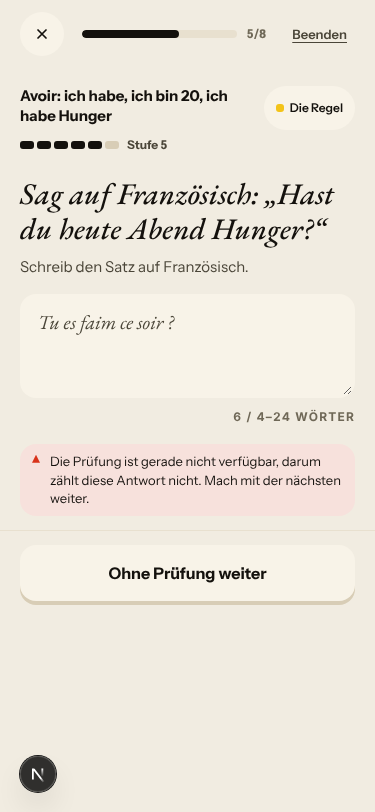 ✕
5/8
Beenden
Avoir: ich habe, ich bin 20, ich
habe Hunger
Die Regel
Stufe 5
Sag auf Französisch: „Hast
du heute Abend Hunger?“
Schreib den Satz auf Französisch.
Tu es faim ce soir ?
6 / 4–24 WÖRTER
Die Prüfung ist gerade nicht verfügbar, darum
zählt diese Antwort nicht. Mach mit der nächsten
weiter.
Ohne Prüfung weiter
N